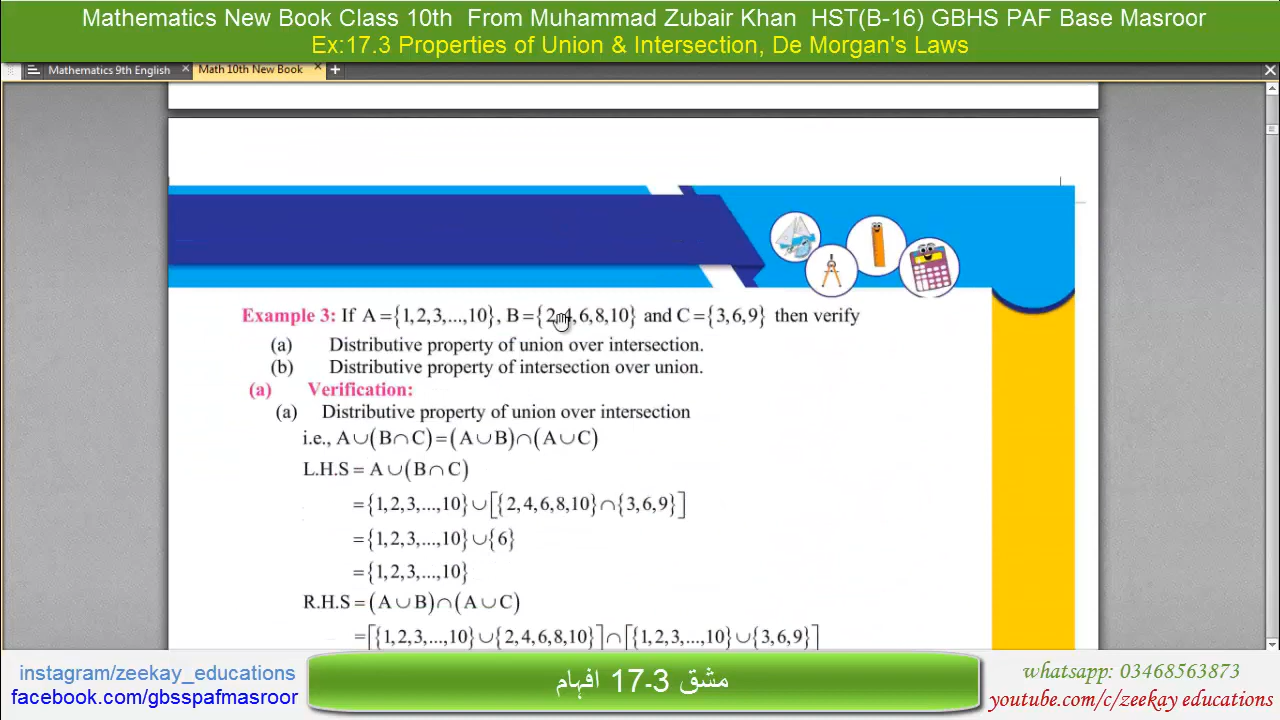 Mathematics New Book Class 10th From Muhammad Zubair Khan HST(B-16) GBHS PAF Base Masroor
Ex:17.3 Properties of Union & Intersection, De Morgan's Laws
Mathematics 9th English × Math 10th New Book × +
Example 3: If A={1,2,3,...,10}, B={2,4,6,8,10} and C={3,6,9} then verify
(a) Distributive property of union over intersection.
(b) Distributive property of intersection over union.
(a) Verification:
(a) Distributive property of union over intersection
i.e., A∪(B∩C)=(A∪B)∩(A∪C)
L.H.S = A∪(B∩C)
={1,2,3,...,10}∪[{2,4,6,8,10}∩{3,6,9}]
={1,2,3,...,10}∪{6}
={1,2,3,...,10}
R.H.S =(A∪B)∩(A∪C)
=[{1,2,3,...,10}∪{2,4,6,8,10}]∩[{1,2,3,...,10}∪{3,6,9}]
instagram/zeekay_educations
facebook.com/gbsspafmasroor
مشق 3-17 افہام
whatsapp: 03468563873
youtube.com/c/zeekay educations